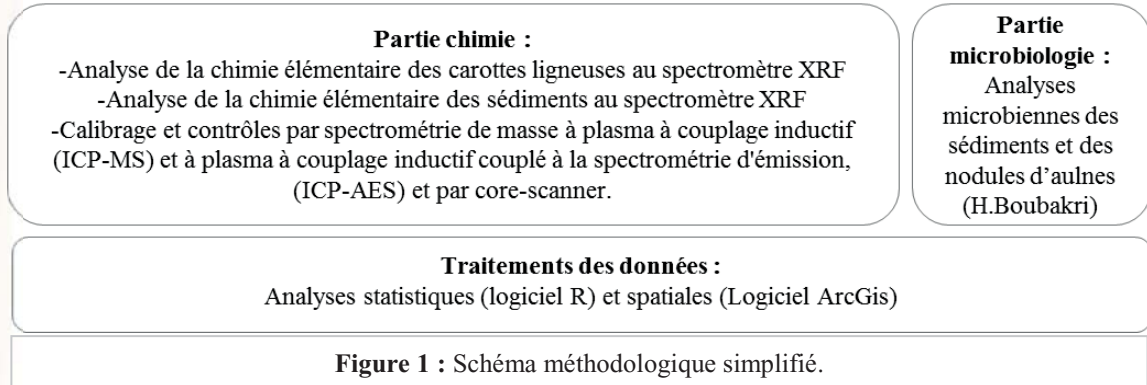 Partie chimie :
-Analyse de la chimie élémentaire des carottes ligneuses au spectromètre XRF
-Analyse de la chimie élémentaire des sédiments au spectromètre XRF
-Calibrage et contrôles par spectrométrie de masse à plasma à couplage inductif
(ICP-MS) et à plasma à couplage inductif couplé à la spectrométrie d'émission,
(ICP-AES) et par core-scanner.
Partie
microbiologie :
Analyses
microbiennes des
sédiments et des
nodules d’aulnes
(H.Boubakri)
Traitements des données :
Analyses statistiques (logiciel R) et spatiales (Logiciel ArcGis)
Figure 1 : Schéma méthodologique simplifié.